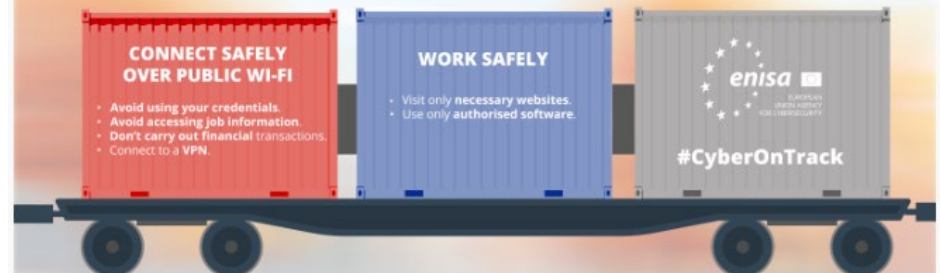 CONNECT SAFELY
OVER PUBLIC WI-FI
• Avoid using your credentials.
• Avoid accessing job information.
• Don't carry out financial transactions.
• Connect to a VPN.
WORK SAFELY
• Visit only necessary websites.
• Use only authorised software.
enisa
EUROPEAN
UNION AGENCY
FOR CYBERSECURITY
#CyberOnTrack